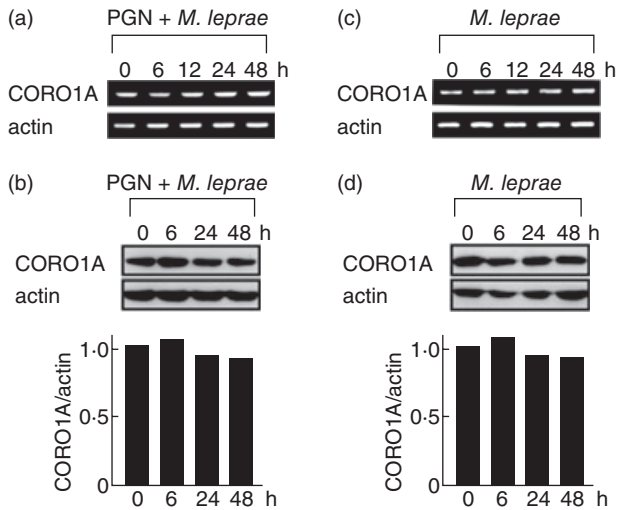 (a)
PGN + M. leprae
0 6 12 24 48 h
CORO1A
actin
(b)
PGN + M. leprae
0 6 24 48 h
CORO1A
actin
1·0
0·5
0
CORO1A/actin
0 6 24 48 h
(c)
M. leprae
0 6 12 24 48 h
CORO1A
actin
(d)
M. leprae
0 6 24 48 h
CORO1A
actin
1·0
0·5
0
CORO1A/actin
0 6 24 48 h